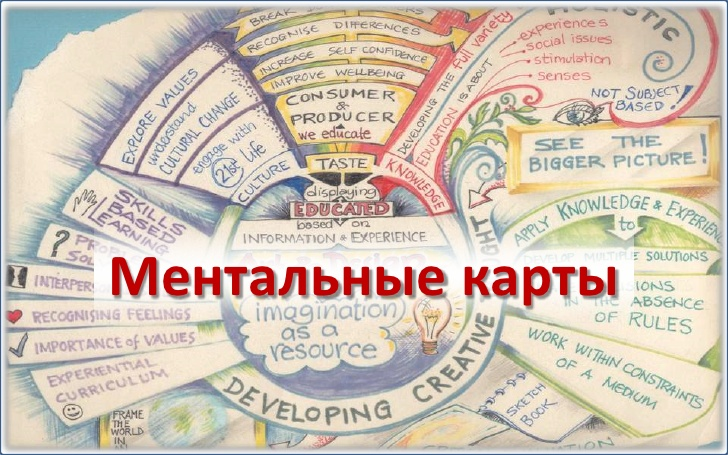 BREAK
RECOGNISE DIFFERENCES
INCREASE SELF CONFIDENCE
IMPROVE WELLBEING
CONSUMER
&
PRODUCER
we educate
TASTE
displaying
EDUCATED
based on
INFORMATION & EXPERIENCE
EXPLORE VALUES
understand
CULTURAL CHANGE
engage with
21st life
CULTURE
KNOWLEDGE
DEVELOPING THE full variety
EDUCATION IS ABOUT
HOLISTIC
experiences
social issues
stimulation
senses
NOT SUBJECT
BASED!
SEE THE
BIGGER PICTURE!
APPLY KNOWLEDGE & EXPERIEN
to
DEVELOP MULTIPLE SOLUTIONS
IN THE ABSENCE
OF RULES
WORK WITHIN CONSTRAINTS
OF A MEDIUM
SKILLS
BASED
LEARNING
?
INTERPERS
RECOGNISING FEELINGS
IMPORTANCE of VALUES
EXPERIENTIAL
CURRICULUM
Ментальные карты
imagination
as a
resource
DEVELOPING CREATIVE
SKETCH
BOOK
FRAME
THE
WORLD
IN